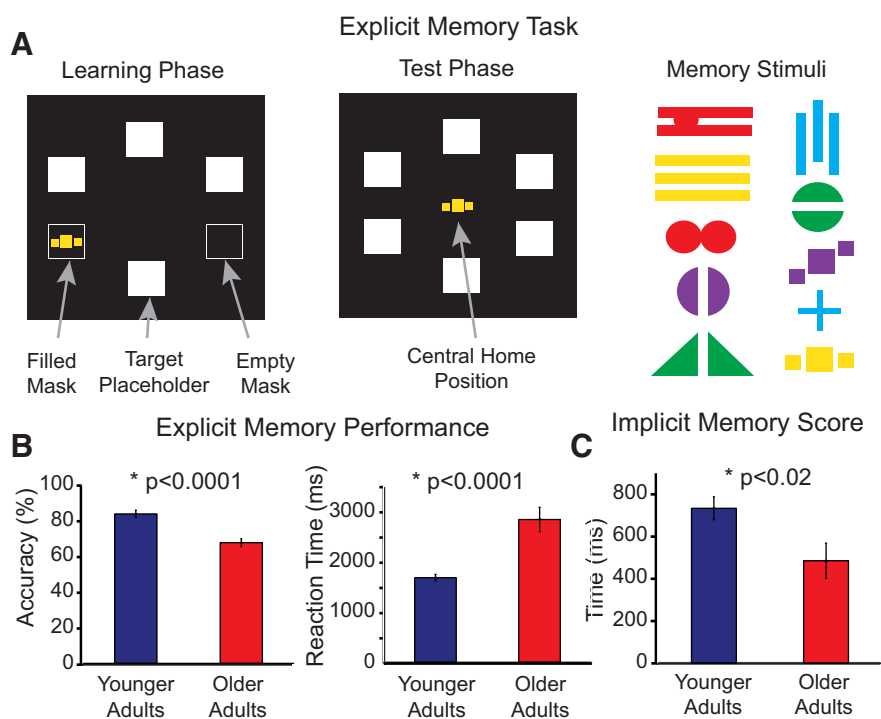 Explicit Memory Task
A
Learning Phase
Test Phase
Memory Stimuli
Filled
Mask
Target
Placeholder
Empty
Mask
Central Home
Position
B
Explicit Memory Performance
Accuracy (%)
100
80
60
40
20
0
* p<0.0001
Younger
Adults
Older
Adults
Reaction Time (ms)
3000
2000
1000
0
* p<0.0001
Younger
Adults
Older
Adults
C
Implicit Memory Score
Time (ms)
800
600
400
200
0
* p<0.02
Younger
Adults
Older
Adults